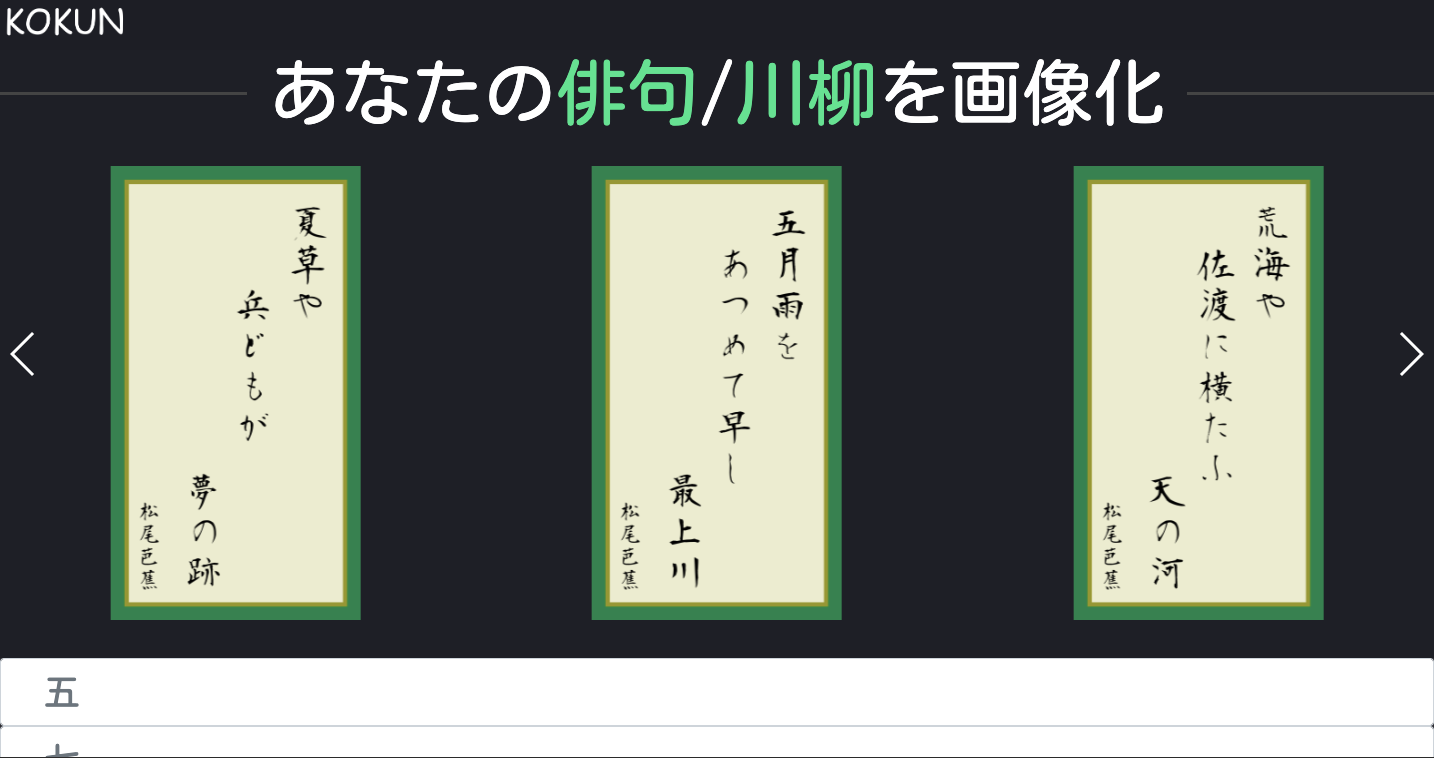 KOKUN
あなたの俳句/川柳を画像化
夏草や
兵どもが
夢の跡
松尾芭蕉
五月雨を
あつめて早し
最上川
松尾芭蕉
荒海や
佐渡に横たふ
天の河
松尾芭蕉
五
七